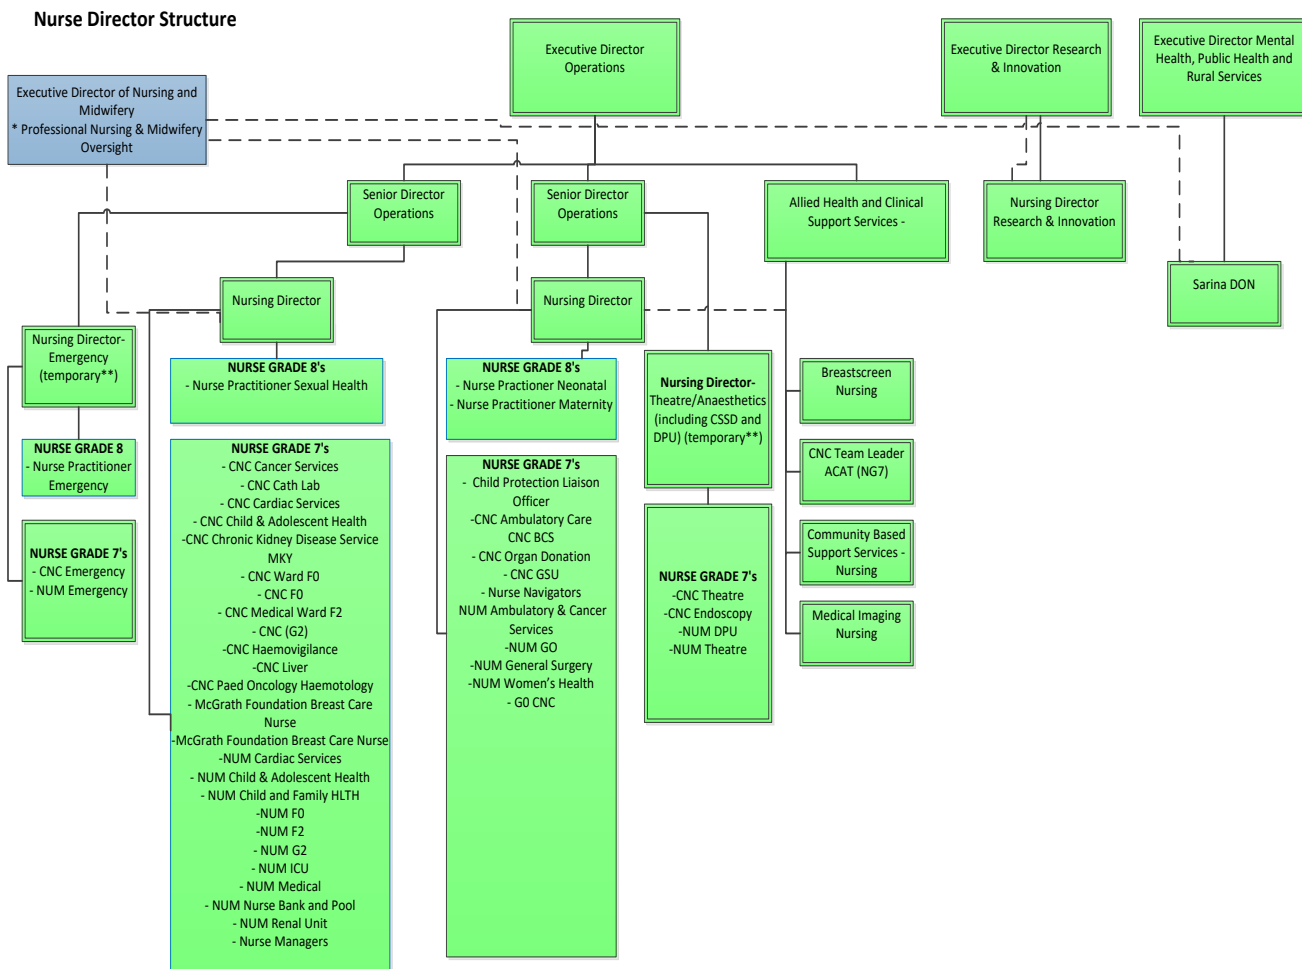 Nurse Director Structure
Executive Director
Operations
Executive Director Research
& Innovation
Executive Director Mental
Health, Public Health and
Rural Services
Executive Director of Nursing and
Midwifery
* Professional Nursing & Midwifery
Oversight
Senior Director
Operations
Senior Director
Operations
Allied Health and Clinical
Support Services -
Nursing Director
Research & Innovation
Sarina DON
Nursing Director
Nursing Director
Nursing Director-
Emergency
(temporary**)
NURSE GRADE 8
- Nurse Practitioner
Emergency
NURSE GRADE 7's
- CNC Emergency
- NUM Emergency
NURSE GRADE 8's
- Nurse Practitioner Sexual Health
NURSE GRADE 7's
- CNC Cancer Services
- CNC Cath Lab
- CNC Cardiac Services
- CNC Child & Adolescent Health
-CNC Chronic Kidney Disease Service
MKY
- CNC Ward F0
- CNC F0
- CNC Medical Ward F2
- CNC (G2)
-CNC Haemovigilance
-CNC Liver
-CNC Paed Oncology Haemotology
- McGrath Foundation Breast Care
Nurse
-McGrath Foundation Breast Care Nurse
-NUM Cardiac Services
- NUM Child & Adolescent Health
- NUM Child and Family HLTH
-NUM F0
-NUM F2
- NUM G2
- NUM ICU
- NUM Medical
- NUM Nurse Bank and Pool
- NUM Renal Unit
- Nurse Managers
NURSE GRADE 8's
- Nurse Practioner Neonatal
- Nurse Practitioner Maternity
NURSE GRADE 7's
- Child Protection Liaison
Officer
-CNC Ambulatory Care
CNC BCS
- CNC Organ Donation
- CNC GSU
- Nurse Navigators
NUM Ambulatory & Cancer
Services
-NUM GO
-NUM General Surgery
-NUM Women's Health
- G0 CNC
Nursing Director-
Theatre/Anaesthetics
(including CSSD and
DPU) (temporary**)
NURSE GRADE 7's
-CNC Theatre
-CNC Endoscopy
-NUM DPU
-NUM Theatre
Breastscreen
Nursing
CNC Team Leader
ACAT (NG7)
Community Based
Support Services -
Nursing
Medical Imaging
Nursing